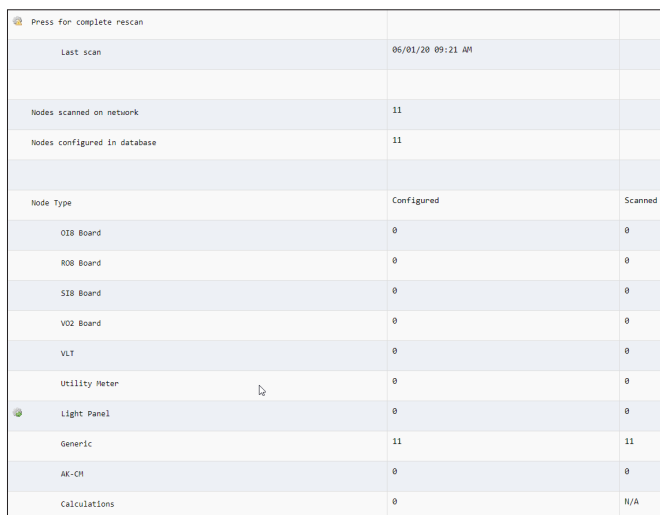 Press for complete rescan
Last scan 06/01/20 09:21 AM
Nodes scanned on network 11
Nodes configured in database 11
Node Type Configured Scanned
OI8 Board 0 0
RO8 Board 0 0
SI8 Board 0 0
VO2 Board 0 0
VLT 0 0
Utility Meter 0 0
Light Panel 0 0
Generic 11 11
AK-CM 0 0
Calculations 0 N/A